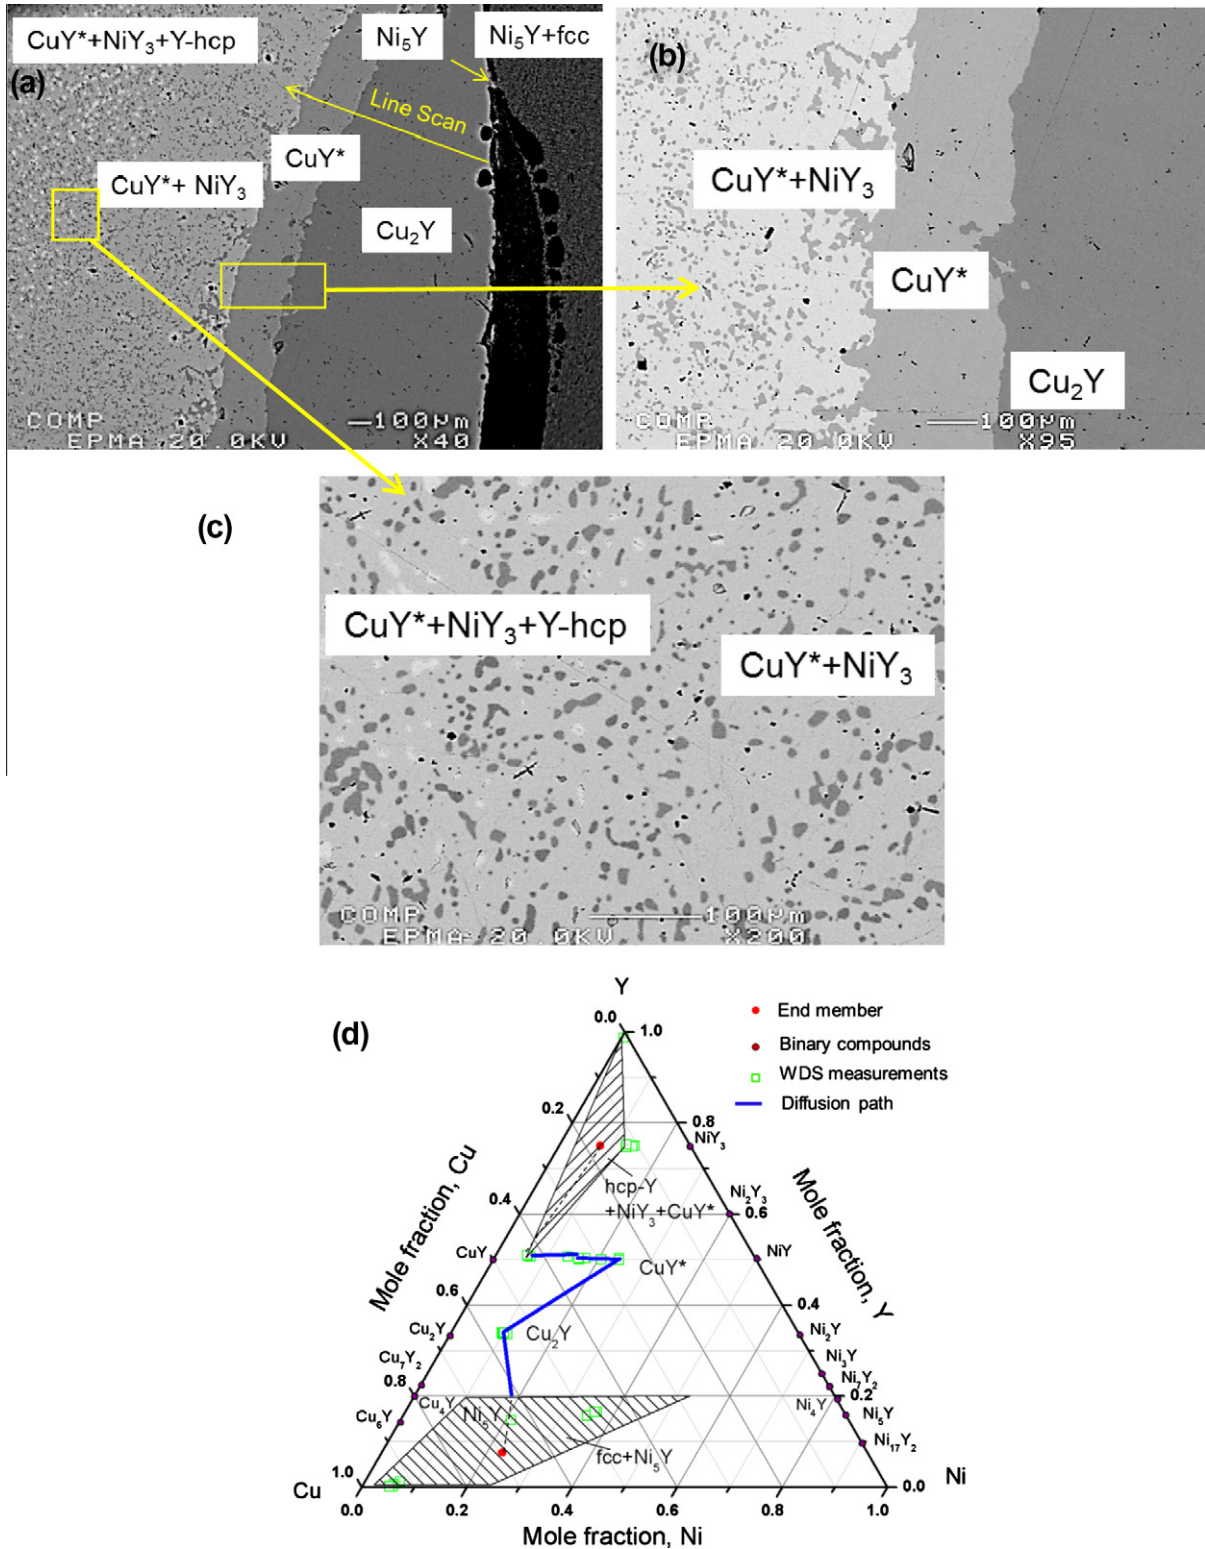 CuY*+NiY₃+Y-hcp
Ni₅Y
Ni₅Y+fcc
(a)
Line Scan
CuY*
CuY*+ NiY₃
Cu₂Y
COMP 100µm
EPMA 20.0KV X40
(b)
CuY*+NiY₃
CuY*
Cu₂Y
COMP 100µm
EPMA 20.0KV X95
(c)
CuY*+NiY₃+Y-hcp
CuY*+NiY₃
COMP 100µm
EPMA 20.0KV X200
(d)
Y
End member
Binary compounds
WDS measurements
Diffusion path
0.0
1.0
0.2
0.8
NiY₃
hcp-Y
+NiY₃+CuY*
Mole fraction, Cu
Mole fraction, Y
0.4
Ni₂Y₃
0.6
CuY
NiY
CuY*
0.6
0.4
Cu₂Y
Cu₂Y
Ni₂Y
Cu₇Y₂
Ni₃Y
Ni₇Y₂
0.8
0.2
Cu₄Y
Ni₄Y
Ni₅Y
Ni₅Y
Cu₆Y
fcc+Ni₅Y
Ni₁₇Y₂
1.0
0.0
Cu
Ni
0.0 0.2 0.4 0.6 0.8 1.0
Mole fraction, Ni